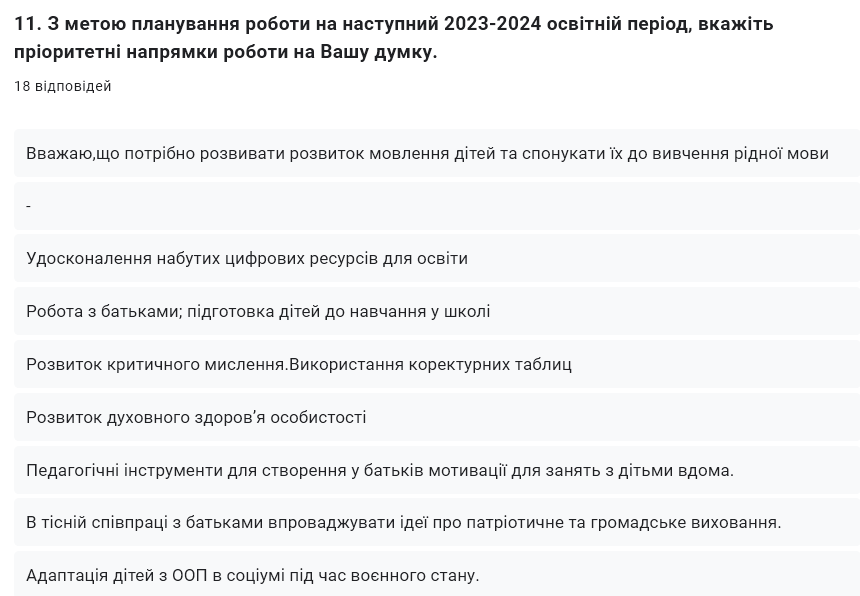 11. З метою планування роботи на наступний 2023-2024 освітній період, вкажіть
пріоритетні напрямки роботи на Вашу думку.
18 відповідей
Вважаю,що потрібно розвивати розвиток мовлення дітей та спонукати їх до вивчення рідної мови
-
Удосконалення набутих цифрових ресурсів для освіти
Робота з батьками; підготовка дітей до навчання у школі
Розвиток критичного мислення.Використання коректурних таблиц
Розвиток духовного здоров’я особистості
Педагогічні інструменти для створення у батьків мотивації для занять з дітьми вдома.
В тісній співпраці з батьками впроваджувати ідеї про патріотичне та громадське виховання.
Адаптація дітей з ООП в соціумі під час воєнного стану.